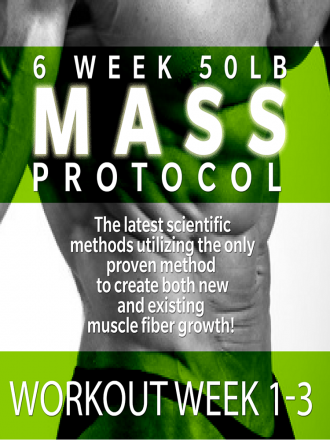 6 WEEK 50LB
MASS
PROTOCOL
The latest scientific
methods utilizing the only
proven method
to create both new
and existing
muscle fiber growth!
WORKOUT WEEK 1-3